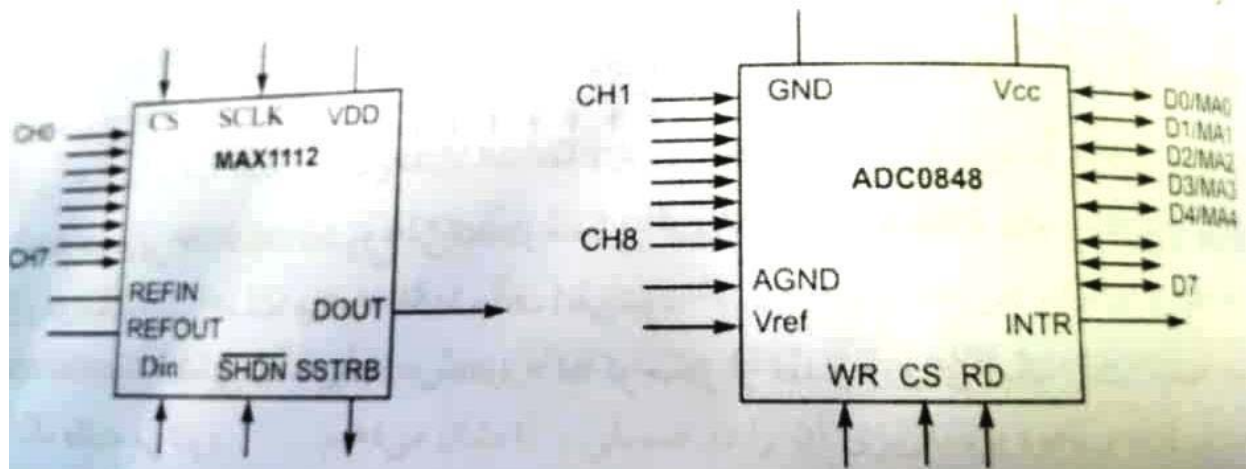 CS SCLK VDD
MAX1112
CH0
CH7
REFIN
REFOUT
DOUT
Din SHDN SSTRB
GND Vcc
ADC0848
CH1
CH8
AGND
Vref
D0/MA0
D1/MA1
D2/MA2
D3/MA3
D4/MA4
D7
INTR
WR CS RD